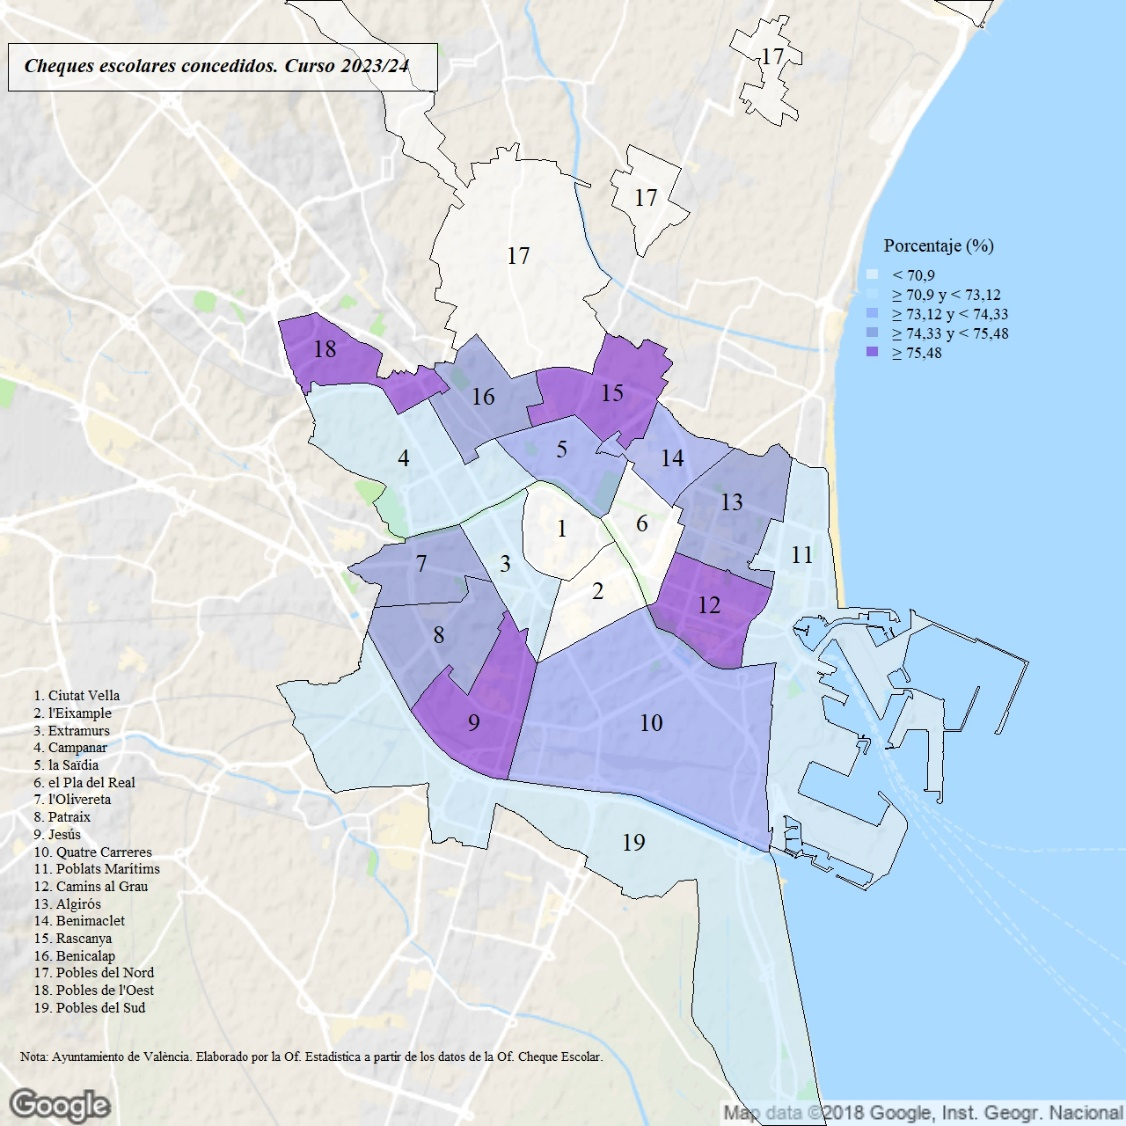 Cheques escolares concedidos. Curso 2023/24
17
17
17
Porcentaje (%)
< 70,9
≥ 70,9 y < 73,12
≥ 73,12 y < 74,33
≥ 74,33 y < 75,48
≥ 75,48
18
15
16
5
4
14
13
6
1
11
7
3
2
12
8
9
10
19
1. Ciutat Vella
2. l'Eixample
3. Extramurs
4. Campanar
5. la Saïdia
6. el Pla del Real
7. l'Olivereta
8. Patraix
9. Jesús
10. Quatre Carreres
11. Poblats Marítims
12. Camins al Grau
13. Algirós
14. Benimaclet
15. Rascanya
16. Benicalap
17. Pobles del Nord
18. Pobles de l'Oest
19. Pobles del Sud
Nota: Ayuntamiento de València. Elaborado por la Of. Estadística a partir de los datos de la Of. Cheque Escolar.
Google
Map data ©2018 Google, Inst. Geogr. Nacional